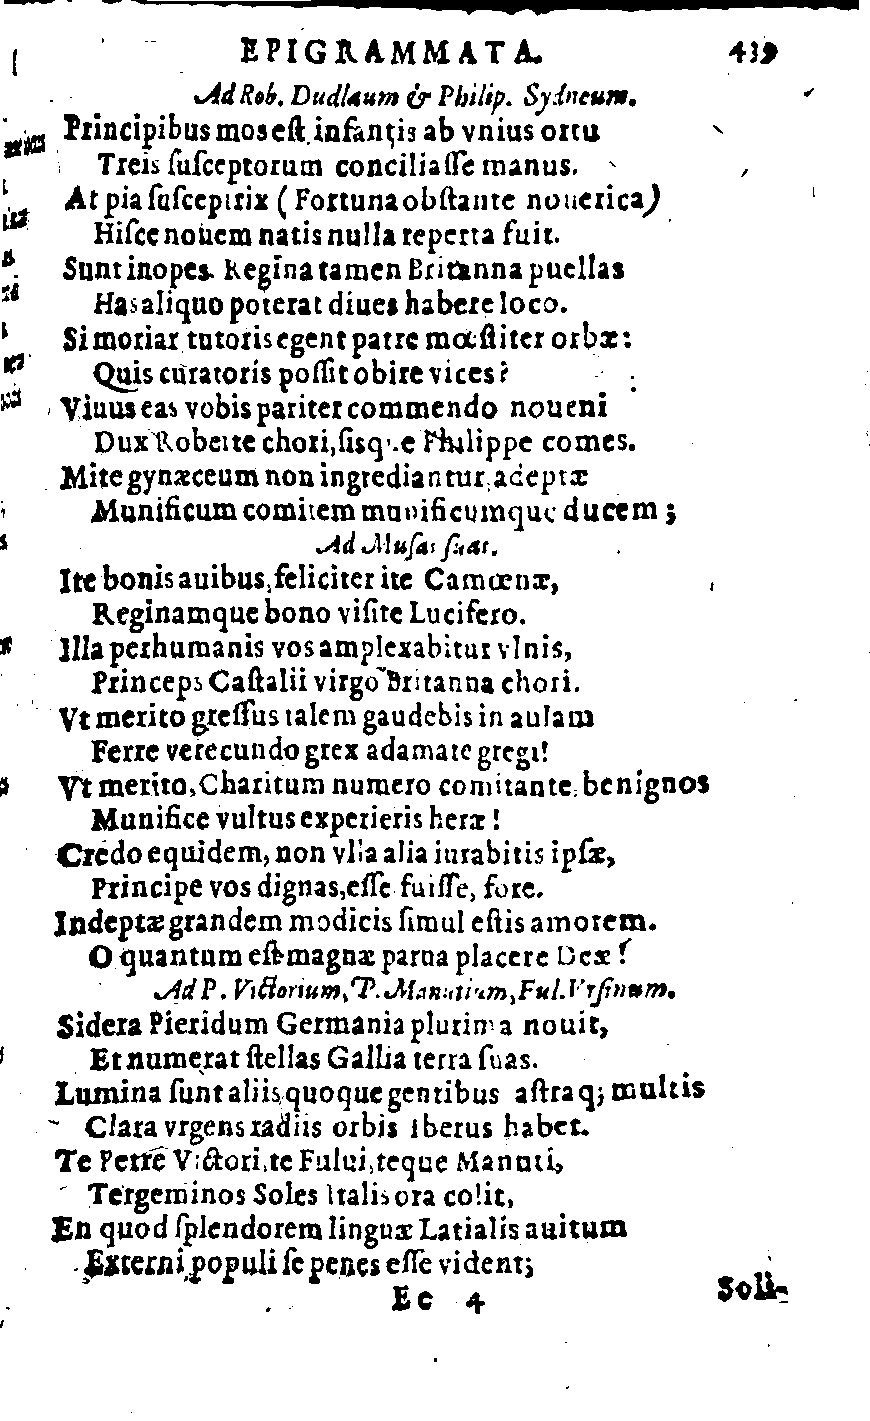 EPIGRAMMATA. 439
Ad Rob. Dudlæum & Philip. Sydneum.
Principibus mos est infantis ab vnius ortu
Treis susceptorum conciliasse manus.
At pia susceptrix (Fortuna obstante nouerica)
Hisce nouem natis nulla reperta fuit.
Sunt inopes. Regina tamen Britanna puellas
Has aliquo poterat diues habere loco.
Si moriar tutoris egent patre mœstiter orbæ:
Quis curatoris possit obire vices?
Viuus eas vobis pariter commendo noueni
Dux Roberte chori, sisque Philippe comes.
Mite gynæceum non ingrediantur, adeptæ
Munificum comitem munificumque ducem;
Ad Musas suas.
Ite bonis auibus, feliciter ite Camœnæ,
Reginamque bono visite Lucifero.
Illa perhumanis vos amplexabitur vlnis,
Princeps Castalii virgo Britanna chori.
Vt merito gressus talem gaudebis in aulam
Ferre verecundo grex adamate gregi!
Vt merito, Charitum numero comitante, benignos
Munifice vultus experieris heræ!
Credo equidem, non vlla alia iurabitis ipsæ,
Principe vos dignas, esse fuisse, fore.
Indeptæ grandem modicis simul estis amorem.
O quantum est magnæ parua placere Deæ!
Ad P. Victorium, P. Manutium, Ful. Vrsinum.
Sidera Pieridum Germania plurima nouit,
Et numerat stellas Gallia terra suas.
Lumina sunt aliis quoque gentibus astraq; multis
Clara vrgens radiis orbis Iberus habet.
Te Petre Victori, te Fului, teque Manuti,
Tergeminos Soles Italis ora colit,
En quod splendorem linguæ Latialis auitum
Externi populi se penes esse vident;
Ee 4 Soli-